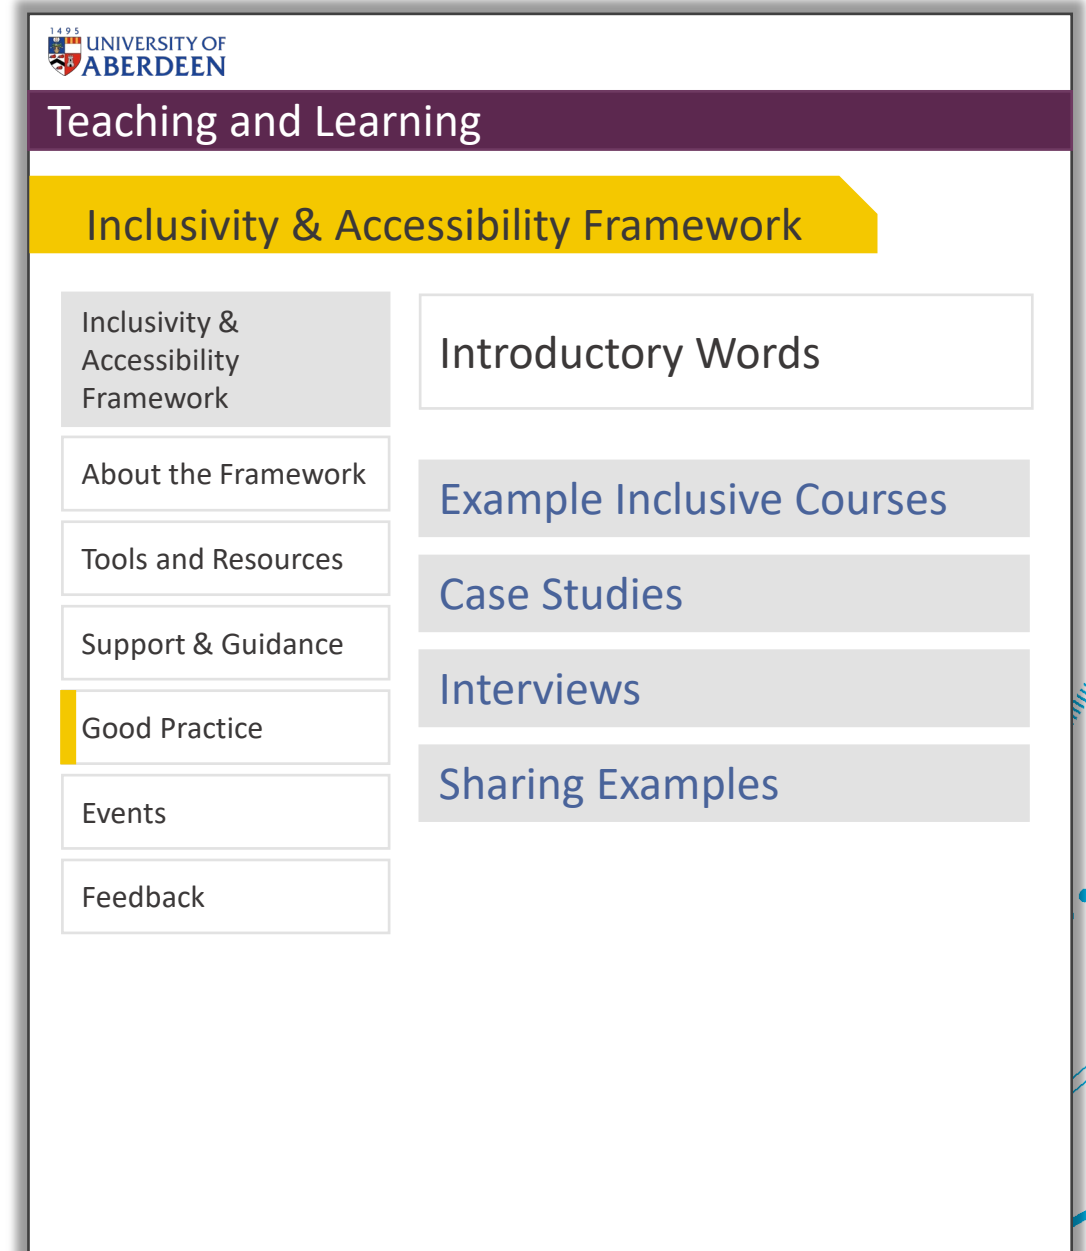 1495
UNIVERSITY OF
ABERDEEN
Teaching and Learning
Inclusivity & Accessibility Framework
Inclusivity &
Accessibility
Framework
About the Framework
Tools and Resources
Support & Guidance
Good Practice
Events
Feedback
Introductory Words
Example Inclusive Courses
Case Studies
Interviews
Sharing Examples